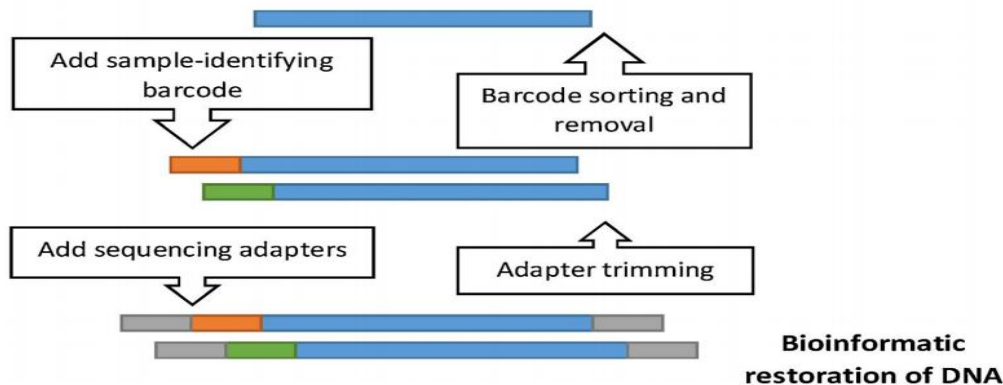 Add sample-identifying
barcode
Barcode sorting and
removal
Add sequencing adapters
Adapter trimming
Bioinformatic
restoration of DNA